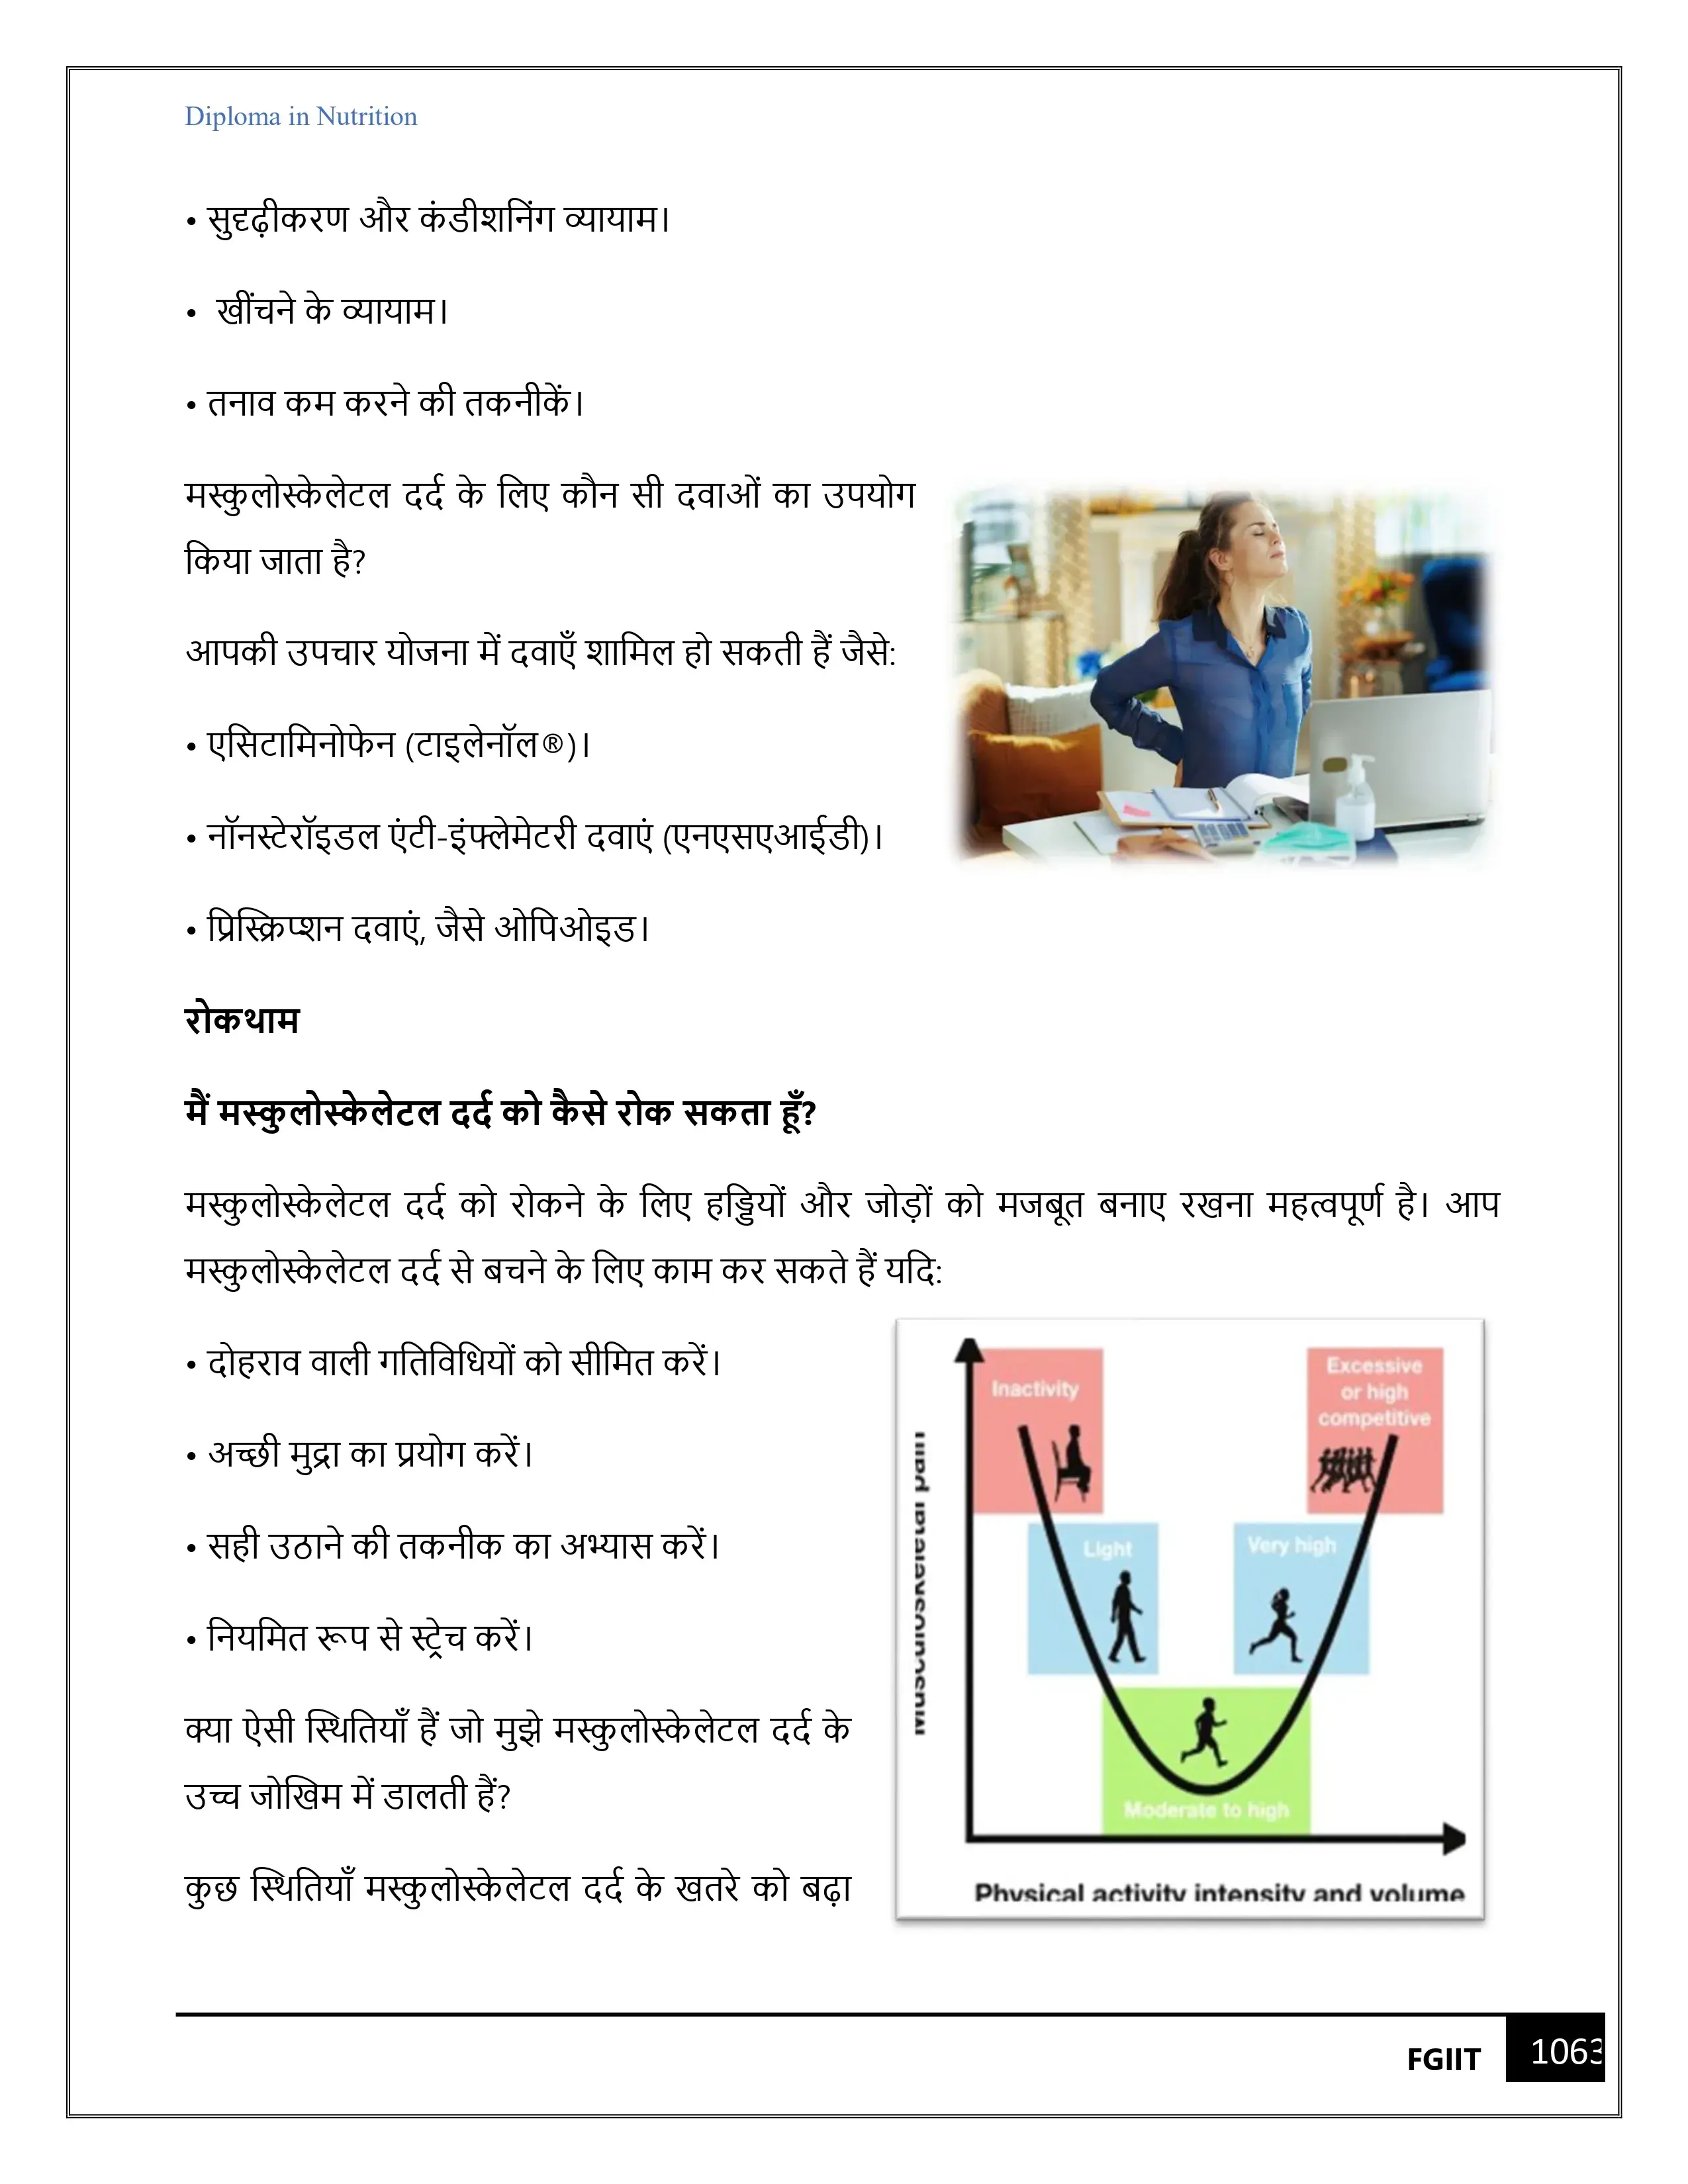 Diploma in Nutrition
• सुदृढ़ीकरण और कंडीशनिंग व्यायाम।
• खींचने के व्यायाम।
• तनाव कम करने की तकनीकें।
मस्कुलोस्केलेटल दर्द के लिए कौन सी दवाओं का उपयोग
किया जाता है?
आपकी उपचार योजना में दवाएँ शामिल हो सकती हैं जैसे:
• एसिटामिनोफेन (टाइलेनॉल®)।
• नॉनस्टेरॉइडल एंटी-इंफ्लेमेटरी दवाएं (एनएसएआईडी)।
• प्रिस्क्रिप्शन दवाएं, जैसे ओपिओइड।
रोकथाम
मैं मस्कुलोस्केलेटल दर्द को कैसे रोक सकता हूँ?
मस्कुलोस्केलेटल दर्द को रोकने के लिए हड्डियों और जोड़ों को मजबूत बनाए रखना महत्वपूर्ण है। आप
मस्कुलोस्केलेटल दर्द से बचने के लिए काम कर सकते हैं यदि:
• दोहराव वाली गतिविधियों को सीमित करें।
• अच्छी मुद्रा का प्रयोग करें।
• सही उठाने की तकनीक का अभ्यास करें।
• नियमित रूप से स्ट्रेच करें।
क्या ऐसी स्थितियाँ हैं जो मुझे मस्कुलोस्केलेटल दर्द के
उच्च जोखिम में डालती हैं?
कुछ स्थितियाँ मस्कुलोस्केलेटल दर्द के खतरे को बढ़ा
Inactivity
Excessive
or high
competitive
Light
Very high
Moderate to high
Musculoskeletal pain
Physical activity intensity and volume
FGIIT
1063